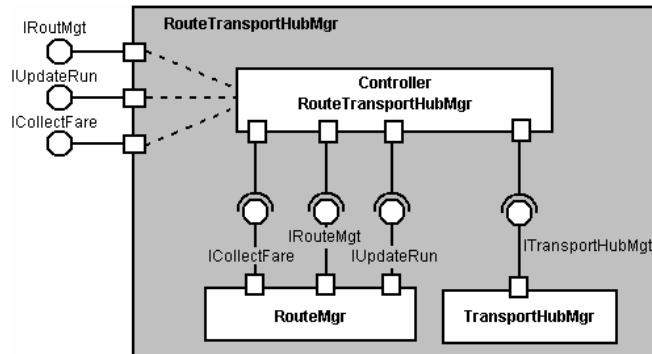 IRoutMgt
RouteTransportHubMgr
IUpdateRun
Controller
RouteTransportHubMgr
ICollectFare
IRouteMgt
ICollectFare
IUpdateRun
ITransportHubMgt
RouteMgr
TransportHubMgr